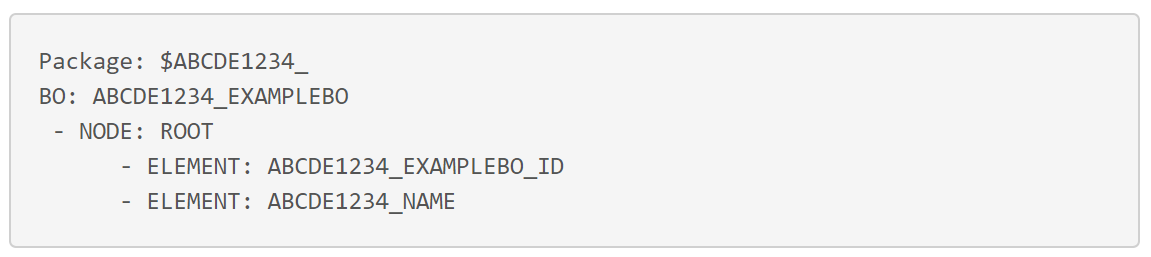 Package: $ABCDE1234_
BO: ABCDE1234_EXAMPLEBO
- NODE: ROOT
- ELEMENT: ABCDE1234_EXAMPLEBO_ID
- ELEMENT: ABCDE1234_NAME